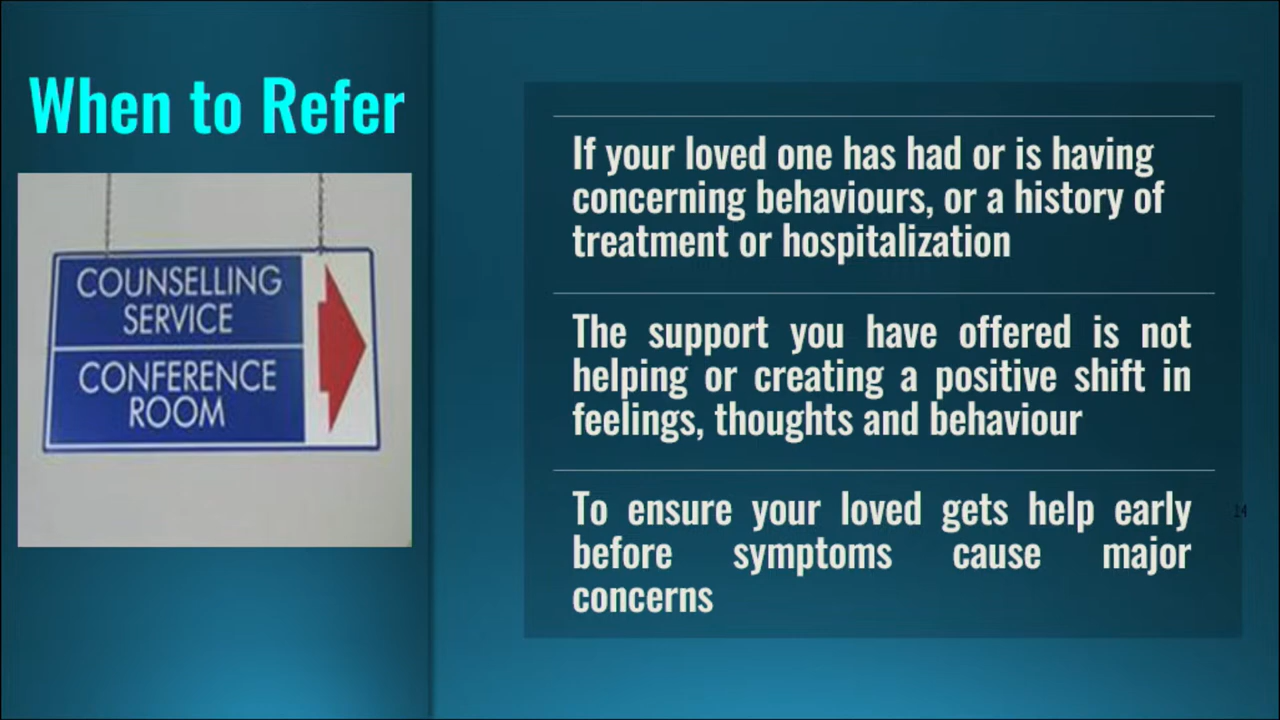 When to Refer
COUNSELLING
SERVICE
CONFERENCE
ROOM
If your loved one has had or is having
concerning behaviours, or a history of
treatment or hospitalization
The support you have offered is not
helping or creating a positive shift in
feelings, thoughts and behaviour
To ensure your loved gets help early
before symptoms cause major
concerns
14